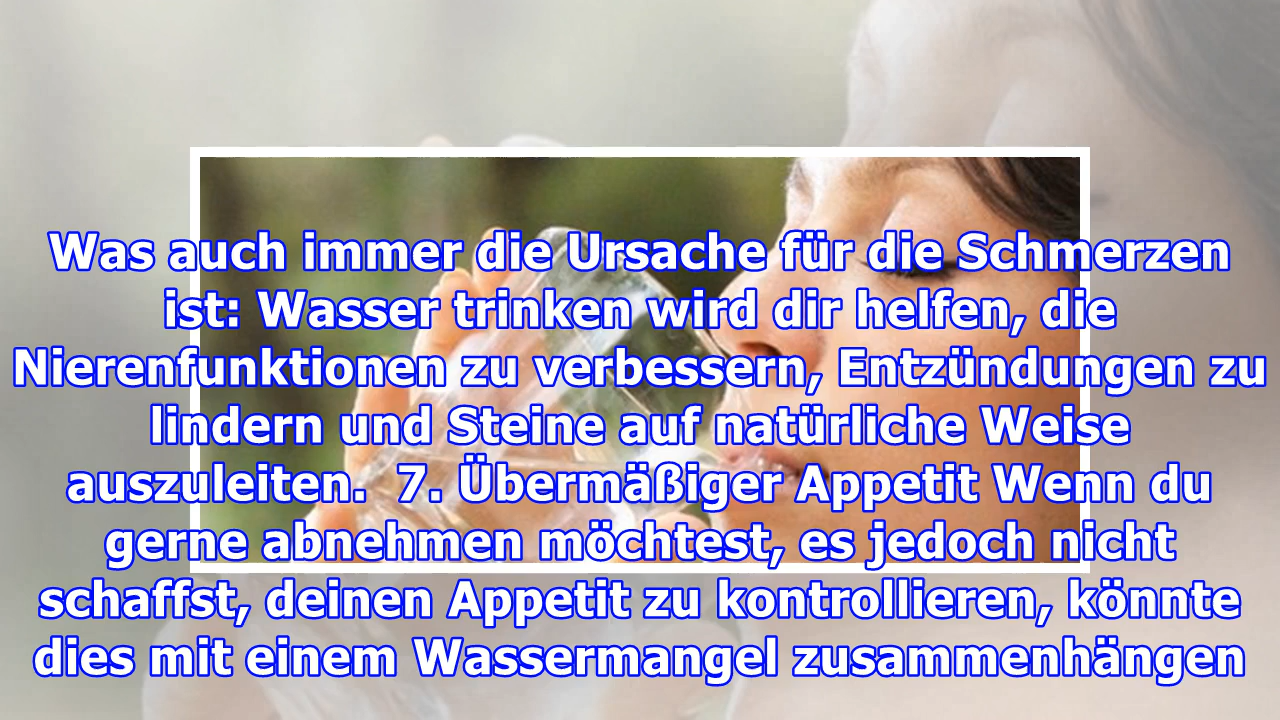 Was auch immer die Ursache für die Schmerzen
ist: Wasser trinken wird dir helfen, die
Nierenfunktionen zu verbessern, Entzündungen zu
lindern und Steine auf natürliche Weise
auszuleiten.  7. Übermäßiger Appetit Wenn du
gerne abnehmen möchtest, es jedoch nicht
schaffst, deinen Appetit zu kontrollieren, könnte
dies mit einem Wassermangel zusammenhängen